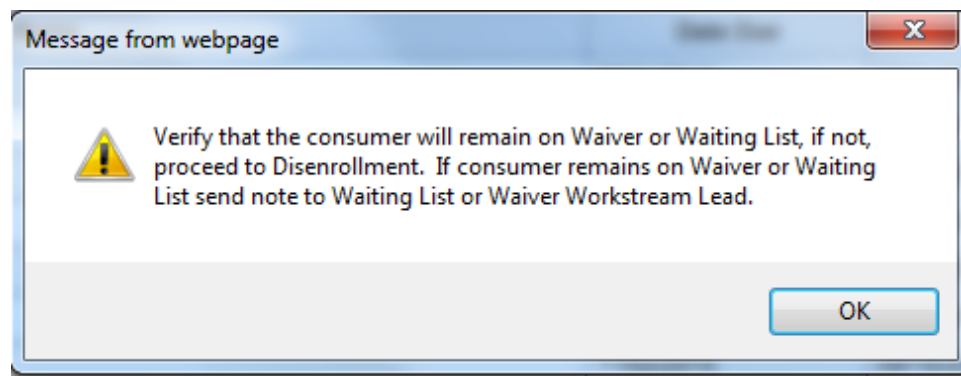 Message from webpage
Verify that the consumer will remain on Waiver or Waiting List, if not,
proceed to Disenrollment.  If consumer remains on Waiver or Waiting
List send note to Waiting List or Waiver Workstream Lead.
OK